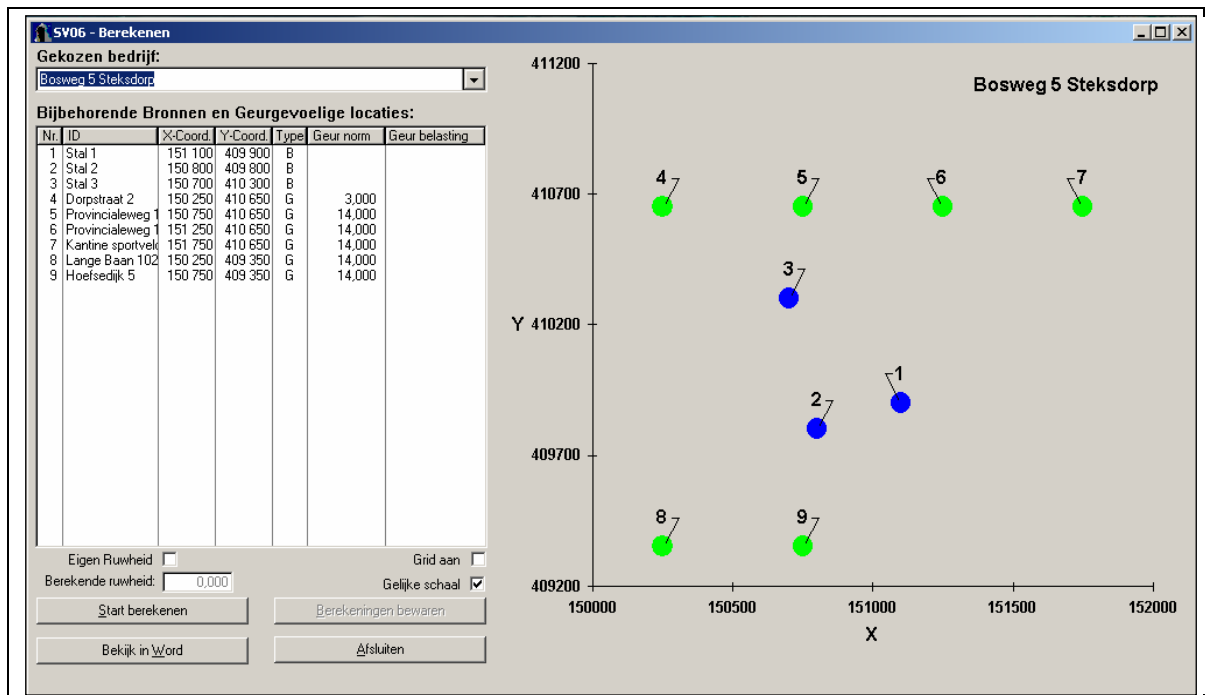 SV06 - Berekenen
Gekozen bedrijf:
Bosweg 5 Steksdorp
Bijbehorende Bronnen en Geurgevoelige locaties:
Nr. ID X-Coord. Y-Coord. Type Geur norm Geur belasting
1 Stal 1 151 100 409 900 B
2 Stal 2 150 800 409 800 B
3 Stal 3 150 700 410 300 B
4 Dorpstraat 2 150 250 410 650 G 3,000
5 Provincialeweg 1 150 750 410 650 G 14,000
6 Provincialeweg 1 151 250 410 650 G 14,000
7 Kantine sportveld 151 750 410 650 G 14,000
8 Lange Baan 102 150 250 409 350 G 14,000
9 Hoefsedijk 5 150 750 409 350 G 14,000
Eigen Ruwheid
Grid aan
Berekende ruwheid: 0,000
Gelijke schaal
Start berekenen
Berekeningen bewaren
Bekijk in Word
Afsluiten
Bosweg 5 Steksdorp
411200
410700
Y 410200
409700
409200
4 5 6 7
3
1
2
8 9
150000 150500 151000 151500 152000
X